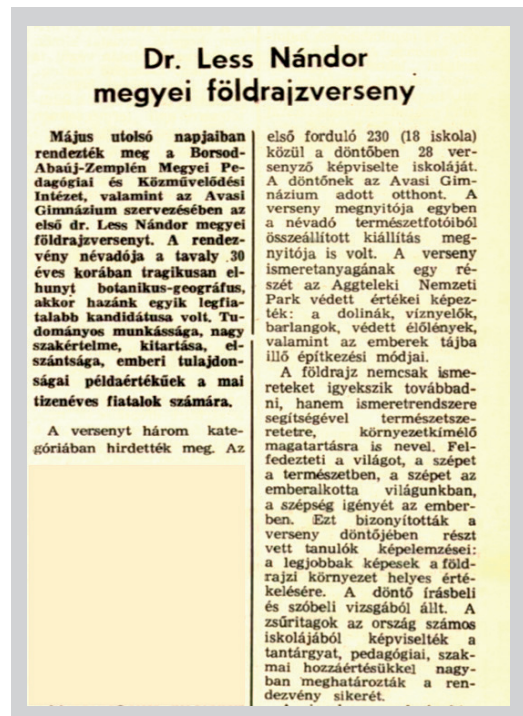 Dr. Less Nándor
megyei földrajzverseny
Május utolsó napjaiban
rendezték meg a Borsod-
Abaúj-Zemplén Megyei Pe-
dagógiai és Közművelődési
Intézet, valamint az Avasi
Gimnázium szervezésében az
első dr. Less Nándor megyei
földrajzversenyt. A rendez-
vény névadója a tavaly 30
éves korában tragikusan el-
hunyt botanikus-geográfus,
akkor hazánk egyik legfia-
talabb kandidátusa volt. Tu-
dományos munkássága, nagy
szakértelme, kitartása, el-
szántsága, emberi tulajdon-
ságai példaértékűek a mai
tizenéves fiatalok számára.
A versenyt három kate-
góriában hirdették meg. Az
első forduló 230 (18 iskola)
közül a döntőben 28 ver-
senyző képviselte iskoláját.
A döntőnek az Avasi Gim-
názium adott otthont. A
verseny megnyitója egyben
a névadó természetfotóiból
összeállított kiállítás meg-
nyitója is volt. A verseny
ismeretanyagának egy ré-
szét az Aggteleki Nemzeti
Park védett értékei képez-
ték: a dolinák, víznyelők,
barlangok, védett élőlények,
valamint az emberek tájba
illő építkezési módjai.
A földrajz nemcsak isme-
reteket igyekszik továbbad-
ni, hanem ismeretrendszere
segítségével természetsze-
retetre, környezetkímélő
magatartásra is nevel. Fel-
fedezteti a világot, a szépet
a természetben, a szépet az
emberalkotta világunkban,
a szépség igényét az ember-
ben. Ezt bizonyították a
verseny döntőjében részt
vett tanulók képelemzései:
a legjobbak képesek a föld-
rajzi környezet helyes érté-
kelésére. A döntő írásbeli
és szóbeli vizsgából állt. A
zsűritagok az ország számos
iskolájából képviselték a
tantárgyat, pedagógiai, szak-
mai hozzáértésükkel nagy-
ban meghatározták a ren-
dezvény sikerét.